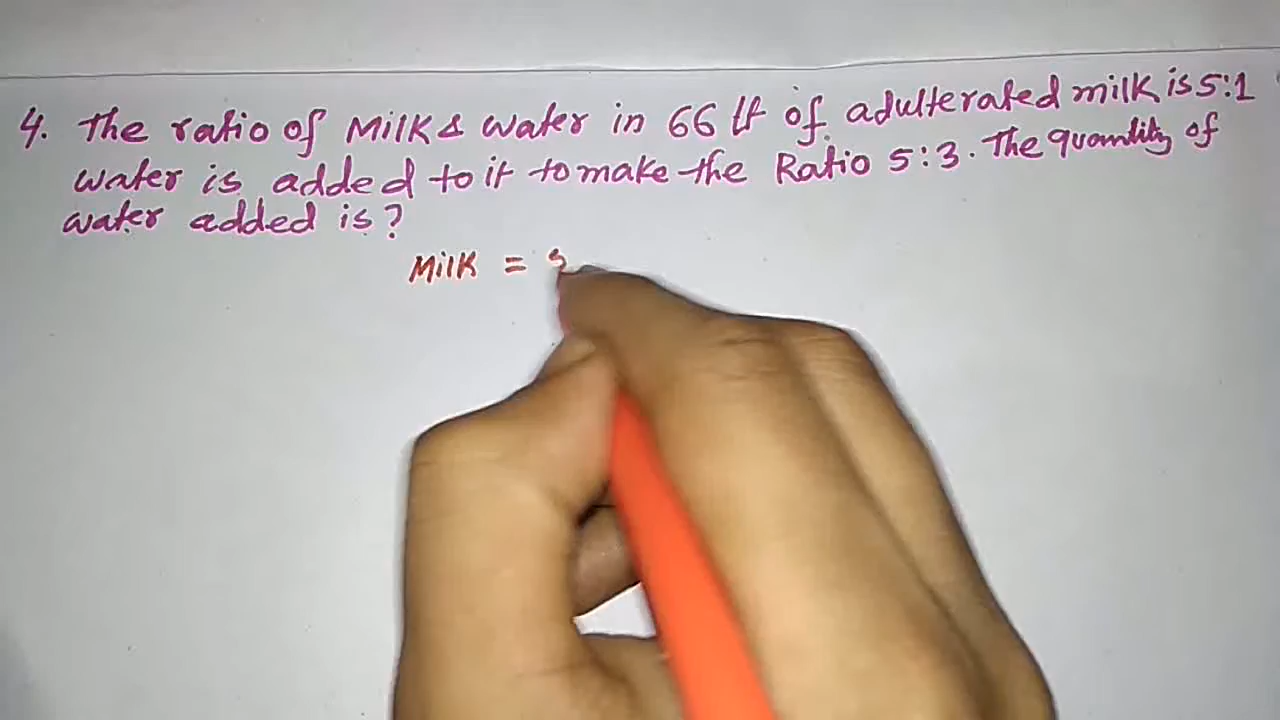 4. The ratio of Milk & water in 66 lt of adulterated milk is 5:1
water is added to it to make the Ratio 5:3. The quantity of
water added is?
Milk = 5